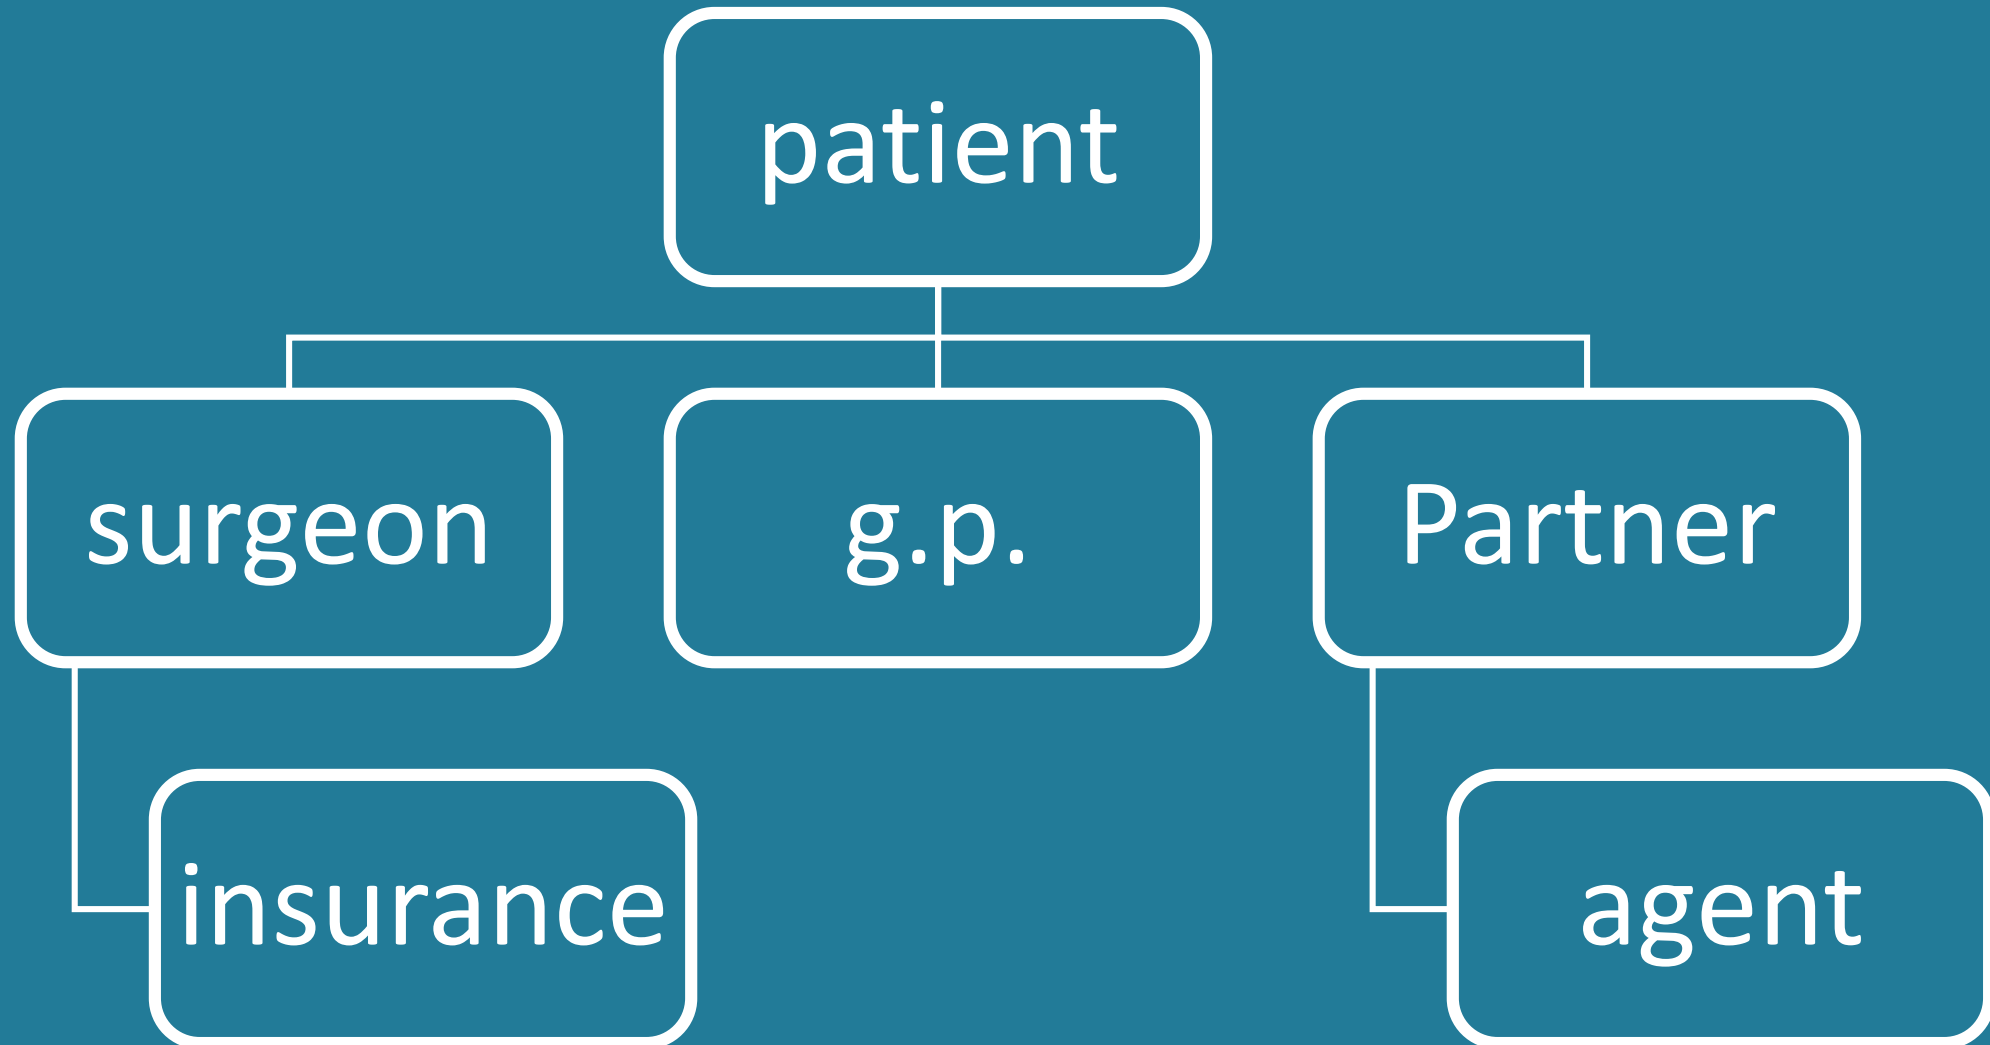 patient
surgeon
g.p.
Partner
insurance
agent